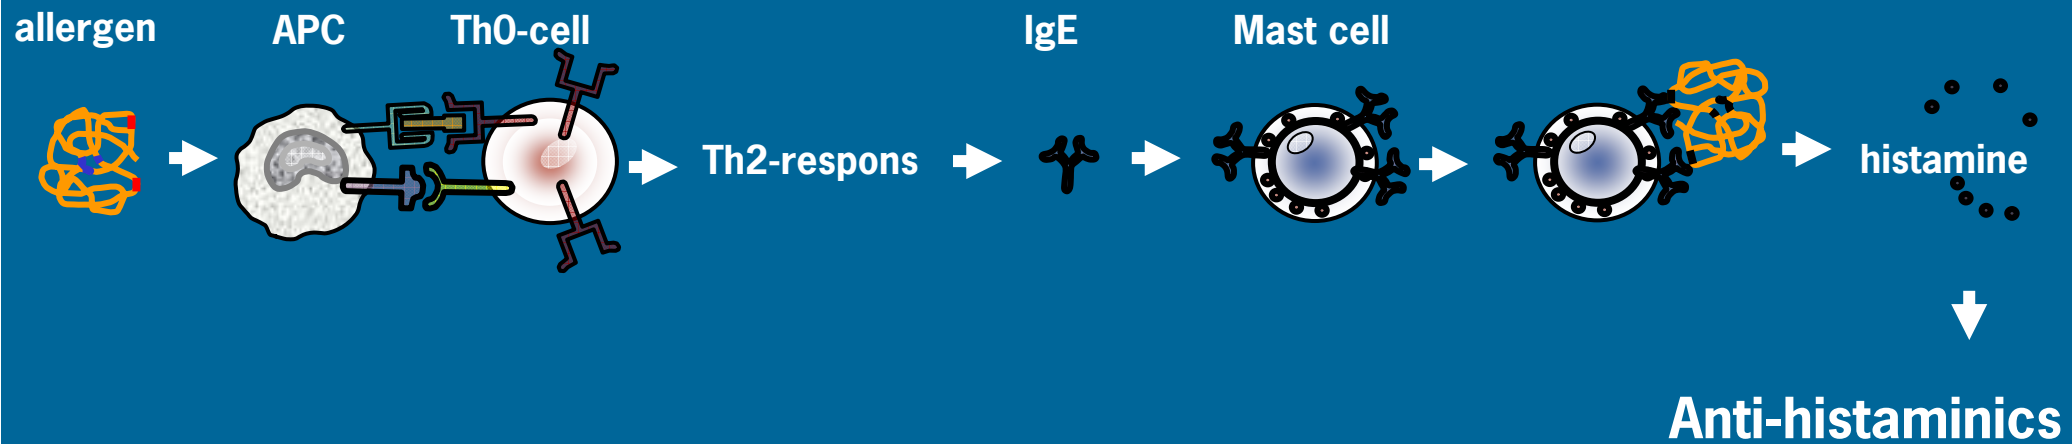 allergen
APC
Th0-cell
IgE
Mast cell
Th2-respons
histamine
Anti-histaminics